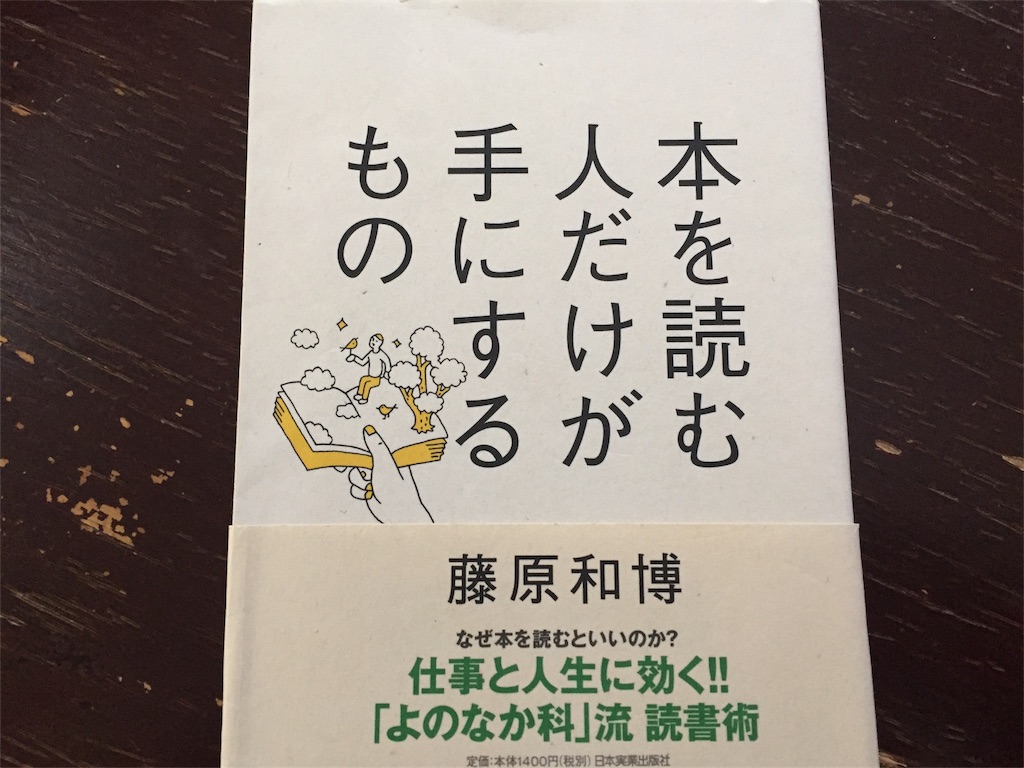 本を読む
人だけが
手にする
もの
藤原和博
なぜ本を読むといいのか?
仕事と人生に効く!!
「よのなか科」流 読書術
定価:本体1400円(税別) 日本実業出版社